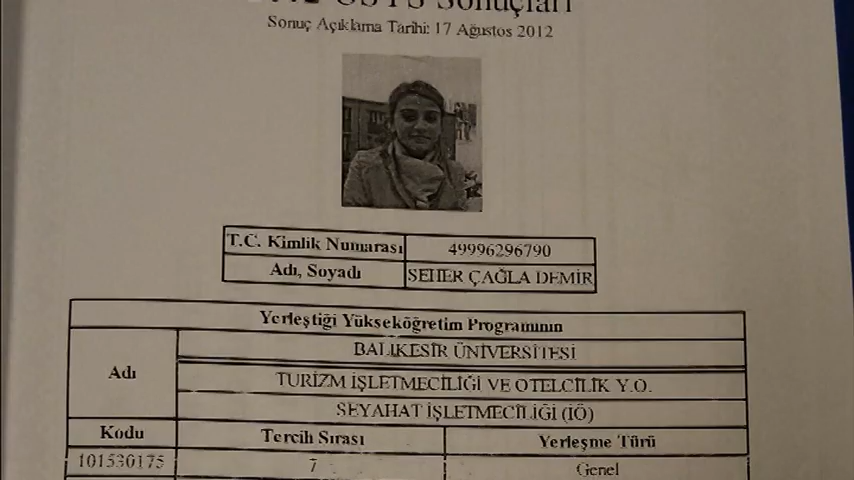 Sonuçları
Sonuç Açıklama Tarihi: 17 Ağustos 2012
T.C. Kimlik Numarası 49996296790
Adı, Soyadı SEHER ÇAĞLA DEMİR
Yerleştiği Yükseköğretim Programının
Adı
BALIKESİR ÜNİVERSİTESİ
TURİZM İŞLETMECİLİĞİ VE OTELCİLİK Y.O.
SEYAHAT İŞLETMECİLİĞİ (İÖ)
Kodu Tercih Sırası Yerleşme Türü
101530175 7 Genel